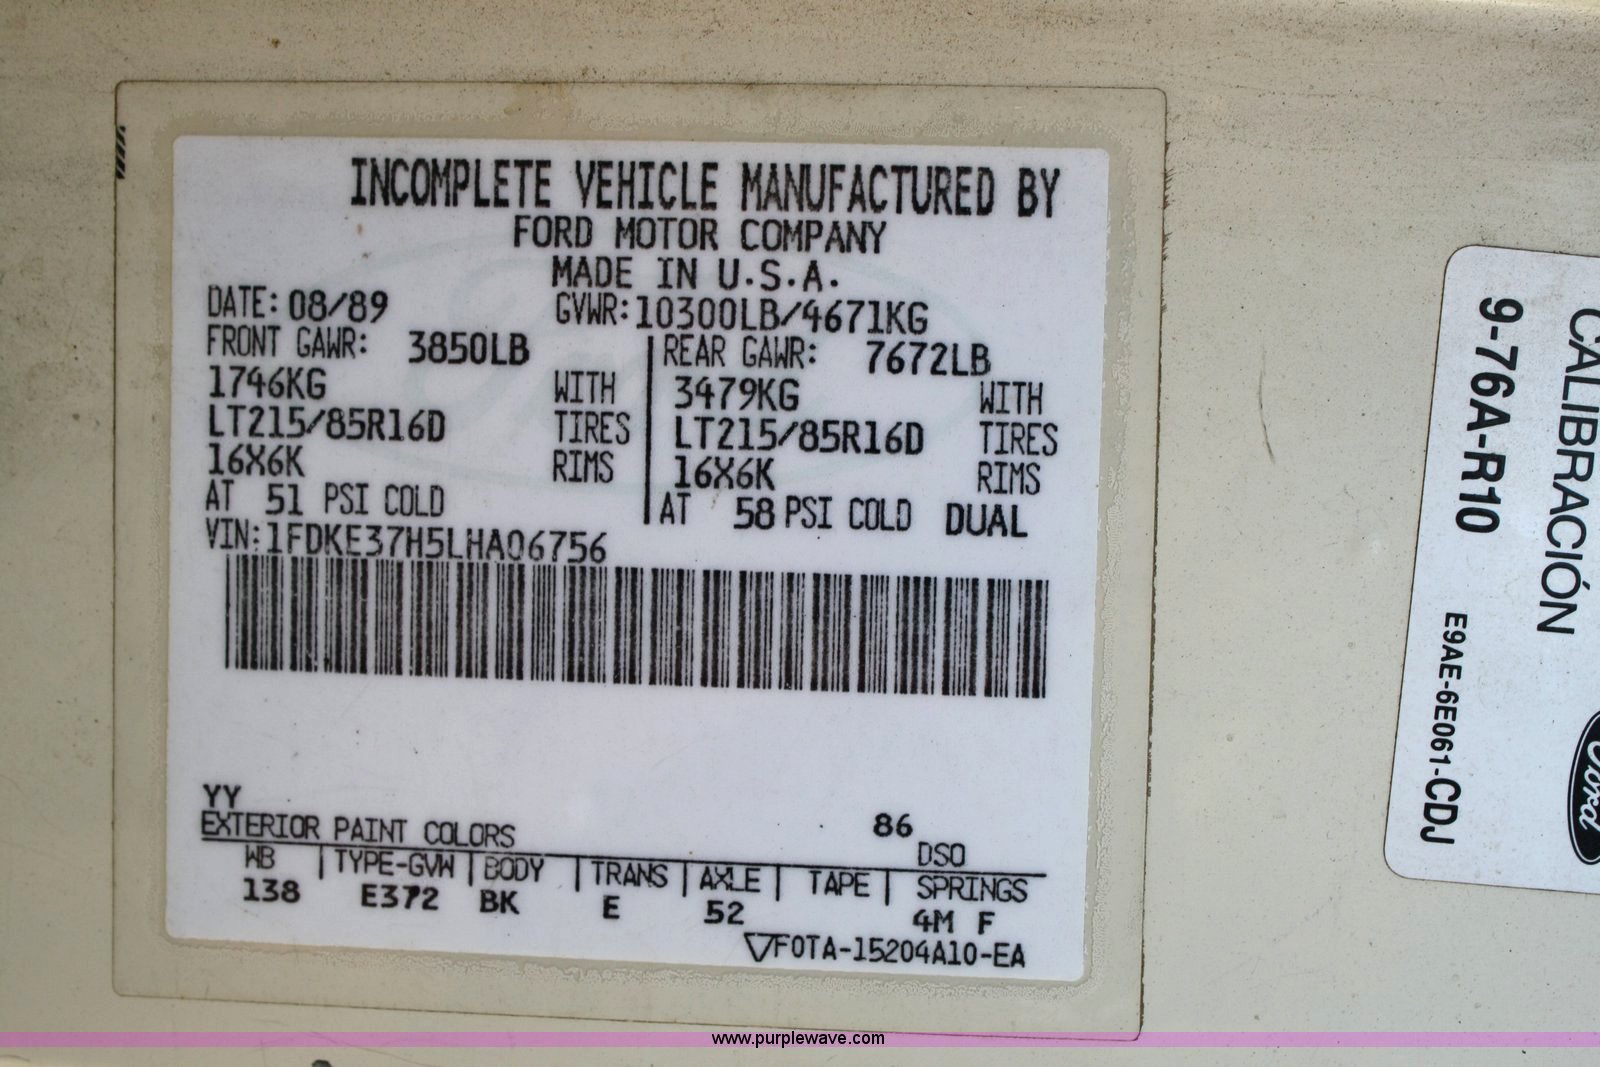 INCOMPLETE VEHICLE MANUFACTURED BY
FORD MOTOR COMPANY
MADE IN U.S.A.
DATE: 08/89 GVWR: 10300LB/4671KG
FRONT GAWR: 3850LB REAR GAWR: 7672LB
1746KG WITH 3479KG WITH
LT215/85R16D TIRES LT215/85R16D TIRES
16X6K RIMS 16X6K RIMS
AT 51 PSI COLD AT 58 PSI COLD DUAL
VIN: 1FDKE37H5LHA06756
YY
EXTERIOR PAINT COLORS 86 DSO
WB TYPE-GVW BODY TRANS AXLE TAPE SPRINGS
138 E372 BK E 52 4M F
▽F0TA-15204A10-EA
CALIBRACIÓN
9-76A-R10
E9AE-6E061-CDJ
Ford
www.purplewave.com